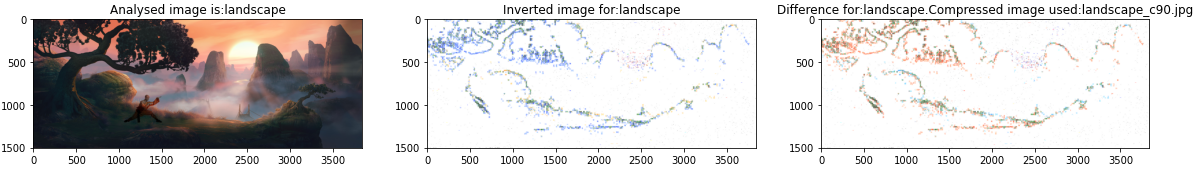 Analysed image is:landscape
Inverted image for:landscape
Difference for:landscape.Compressed image used:landscape_c90.jpg
0
500
1000
1500
0 500 1000 1500 2000 2500 3000 3500
0
500
1000
1500
0 500 1000 1500 2000 2500 3000 3500
0
500
1000
1500
0 500 1000 1500 2000 2500 3000 3500